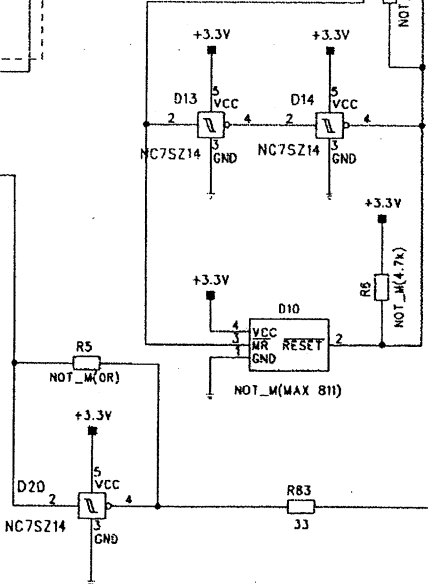 NOT_
+3.3V
+3.3V
5
5
D13
VCC
D14
VCC
2
4
2
4
3
3
NC7SZ14
GND
NC7SZ14
GND
+3.3V
+3.3V
R6
NOT_M(4.7k)
D10
4
VCC
3
MR
RESET
2
1
GND
R5
NOT_M(0R)
NOT_M(MAX 811)
+3.3V
5
D20
VCC
R83
2
4
NC7SZ14
3
33
GND